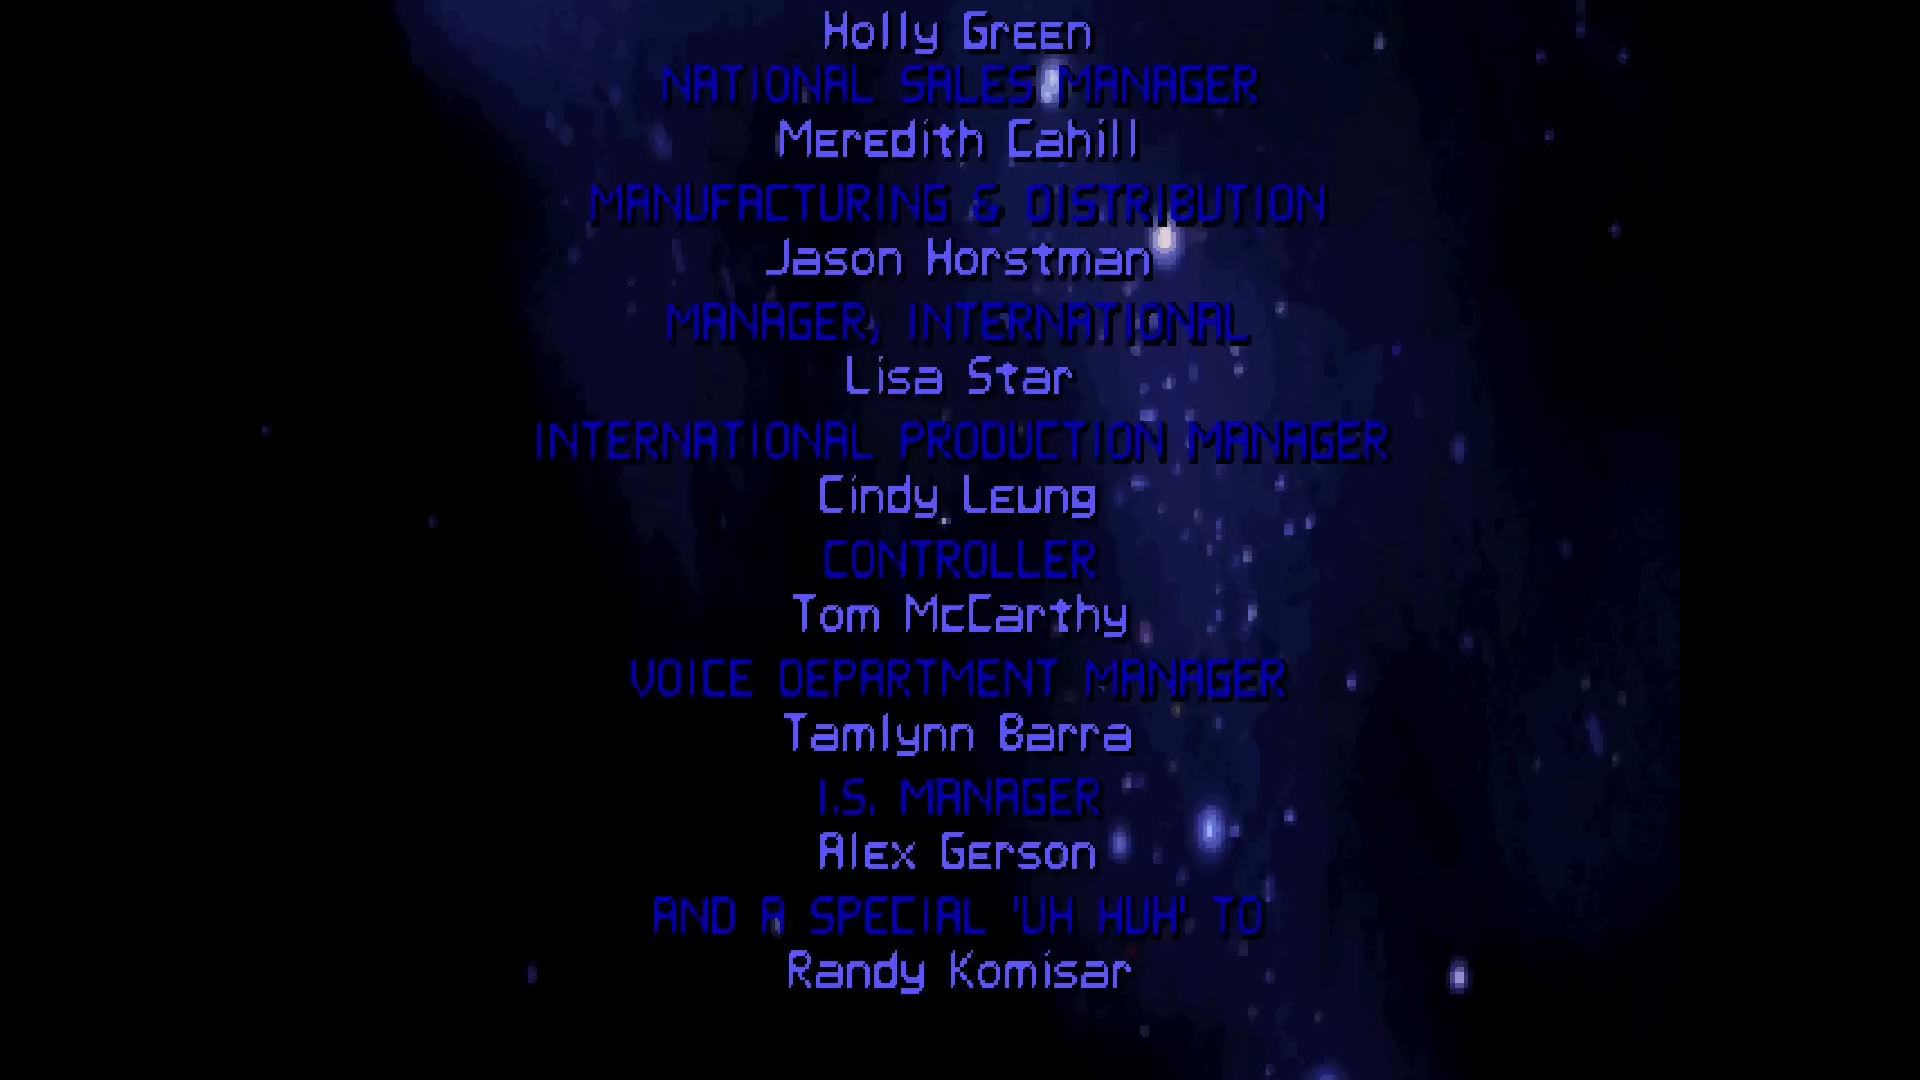 Holly Green
NATIONAL SALES MANAGER
Meredith Cahill
MANUFACTURING & DISTRIBUTION
Jason Horstman
MANAGER, INTERNATIONAL
Lisa Star
INTERNATIONAL PRODUCTION MANAGER
Cindy Leung
CONTROLLER
Tom McCarthy
VOICE DEPARTMENT MANAGER
Tamlynn Barra
I.S. MANAGER
Alex Gerson
AND A SPECIAL 'UH HUH' TO
Randy Komisar